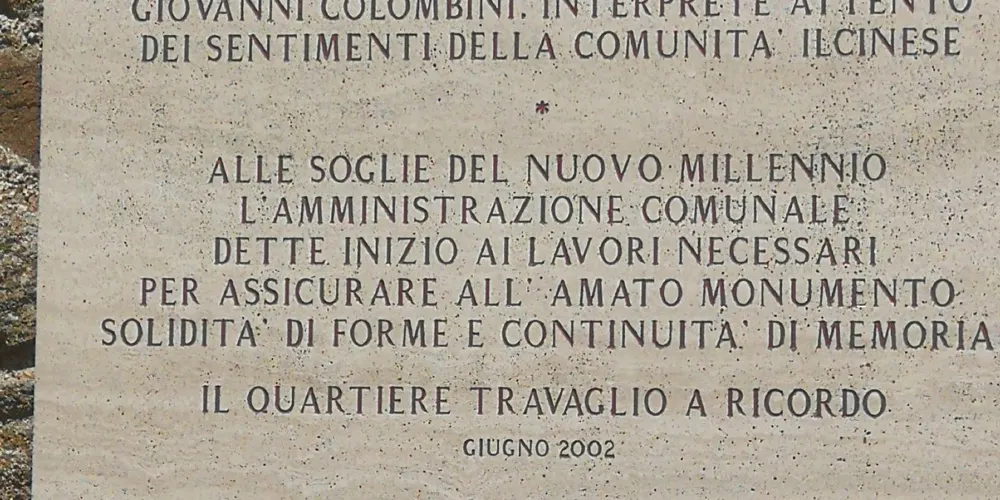 GIOVANNI COLOMBINI. INTERPRETE ATTENTO
DEI SENTIMENTI DELLA COMUNITA' ILCINESE
*
ALLE SOGLIE DEL NUOVO MILLENNIO
L'AMMINISTRAZIONE COMUNALE
DETTE INIZIO AI LAVORI NECESSARI
PER ASSICURARE ALL' AMATO MONUMENTO
SOLIDITA' DI FORME E CONTINUITA' DI MEMORIA
IL QUARTIERE TRAVAGLIO A RICORDO
GIUGNO 2002